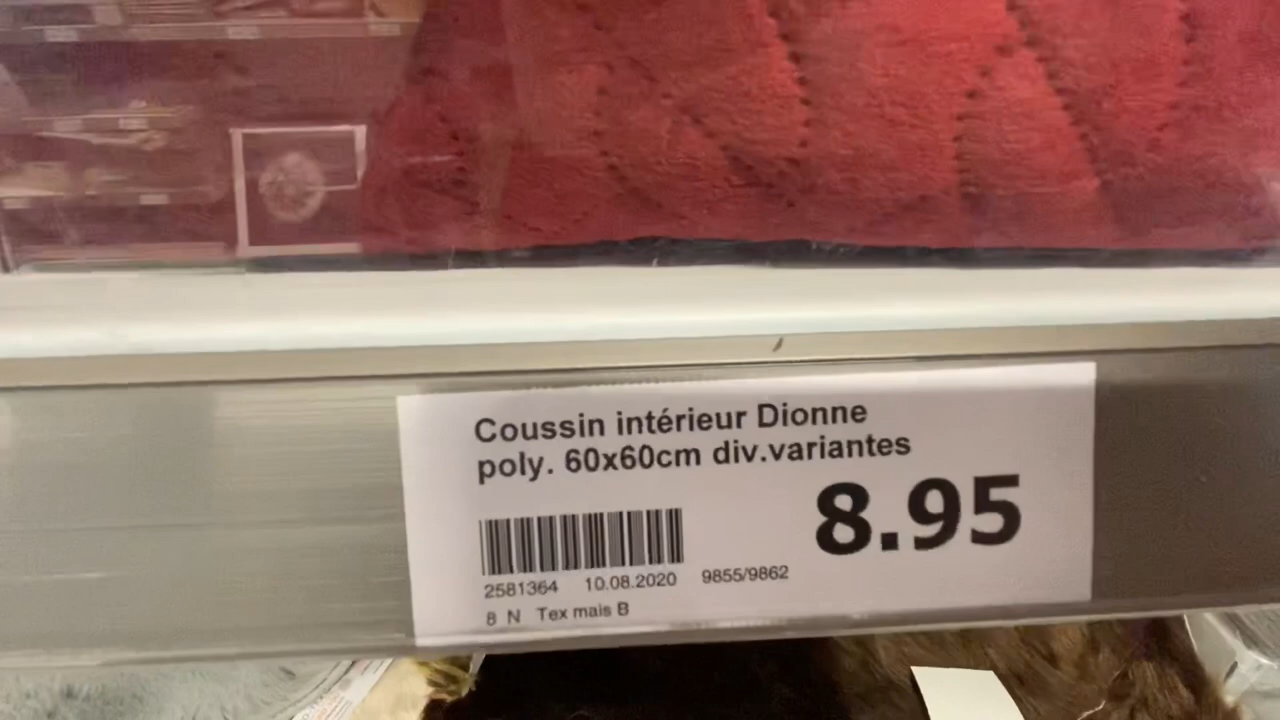 Coussin intérieur Dionne
poly. 60x60cm div.variantes
8.95
2581364 10.08.2020 9855/9862
8 N Tex mais B